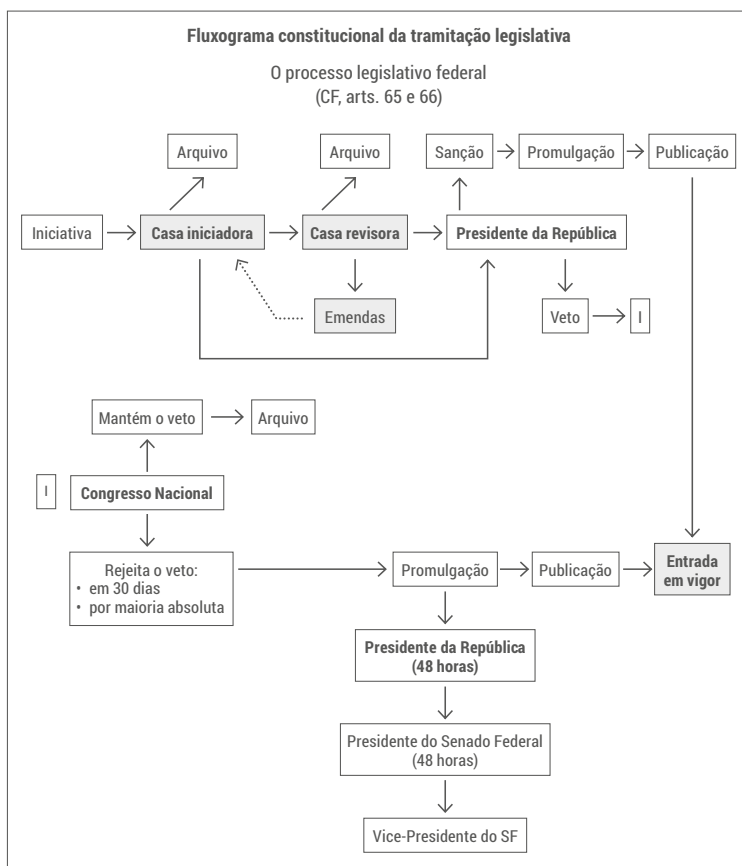 Fluxograma constitucional da tramitação legislativa
O processo legislativo federal
(CF, arts. 65 e 66)
Arquivo
Arquivo
Sanção
Promulgação
Publicação
Iniciativa
Casa iniciadora
Casa revisora
Presidente da República
Emendas
Veto
I
Mantém o veto
Arquivo
I
Congresso Nacional
Rejeita o veto:
• em 30 dias
• por maioria absoluta
Promulgação
Publicação
Entrada
em vigor
Presidente da República
(48 horas)
Presidente do Senado Federal
(48 horas)
Vice-Presidente do SF